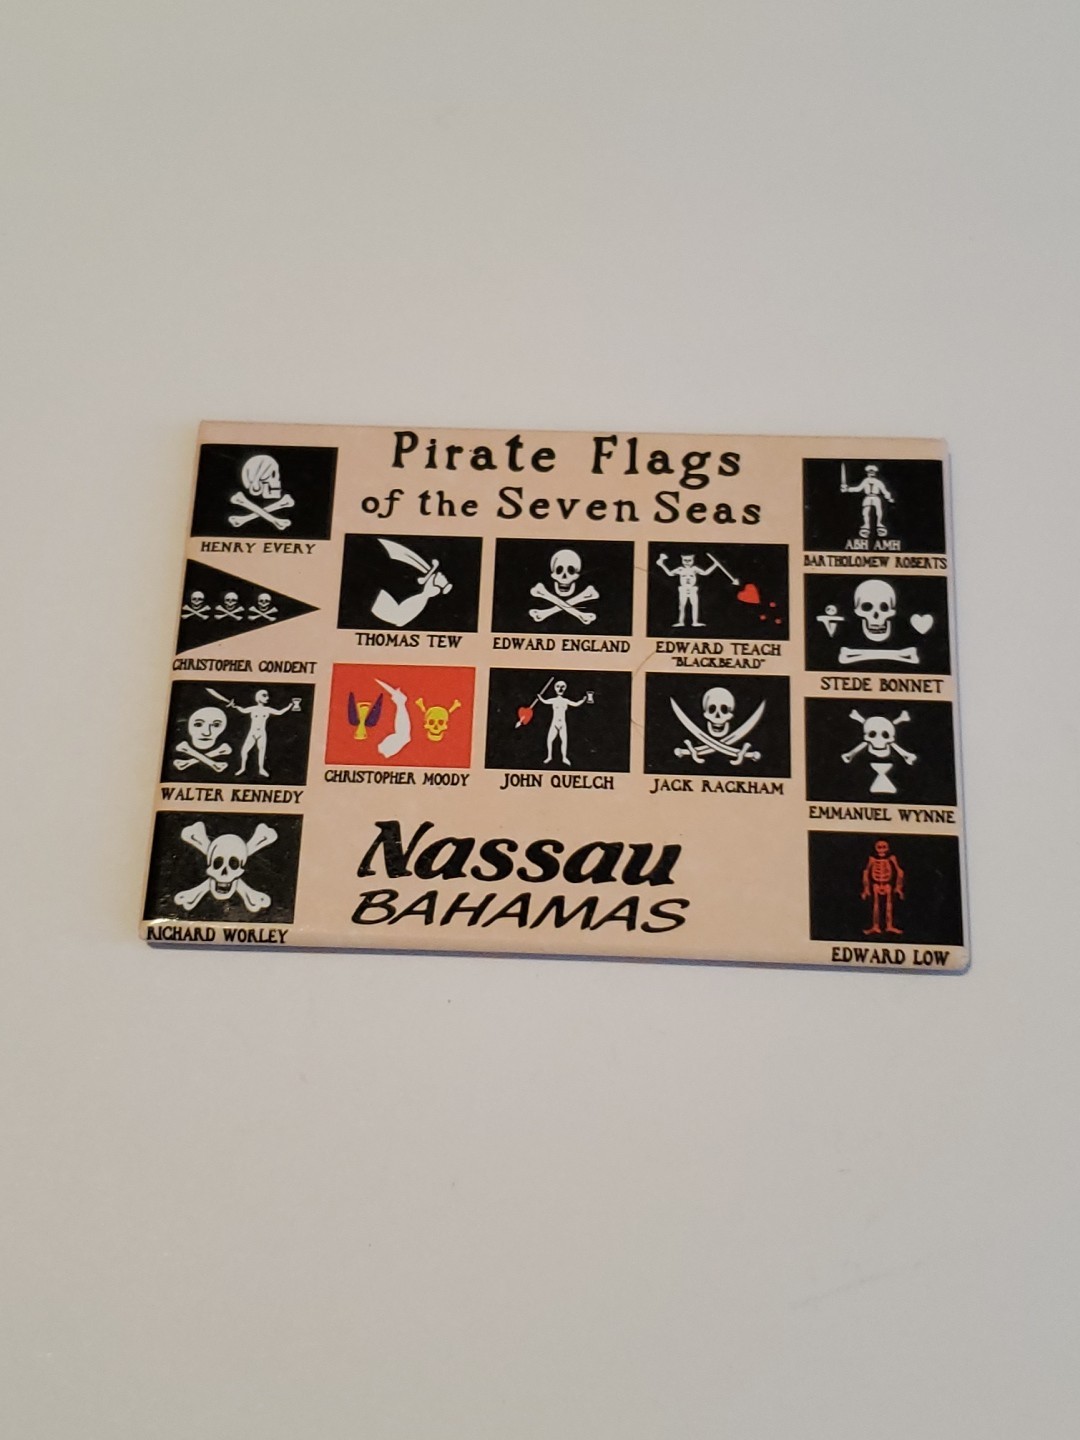 Pirate Flags
of the Seven Seas
HENRY EVERY
CHRISTOPHER CONDENT
WALTER KENNEDY
RICHARD WORLEY
THOMAS TEW
EDWARD ENGLAND
EDWARD TEACH
"BLACKBEARD"
CHRISTOPHER MOODY
JOHN QUELCH
JACK RACKHAM
ABH AMH
BARTHOLOMEW ROBERTS
STEDE BONNET
EMMANUEL WYNNE
EDWARD LOW
Nassau
BAHAMAS